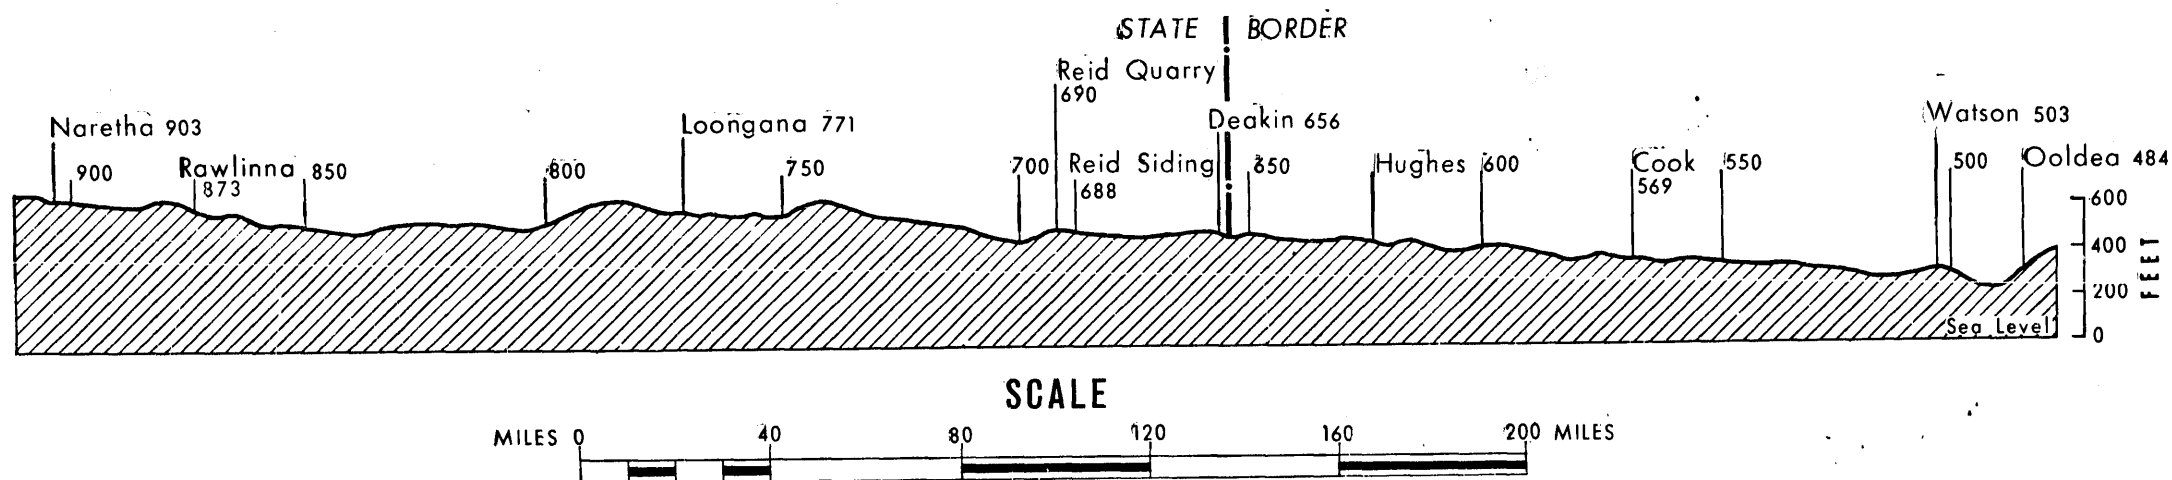 STATE BORDER
Reid Quarry
690
Naretha 903
Loongana 771
Deakin 656
Watson 503
900
Rawlinna
873
850
800
750
700
Reid Siding
688
650
Hughes
600
Cook
569
550
500
Ooldea 484
600
400
200
0
FEET
Sea Level
SCALE
MILES 0 40 80 120 160 200 MILES